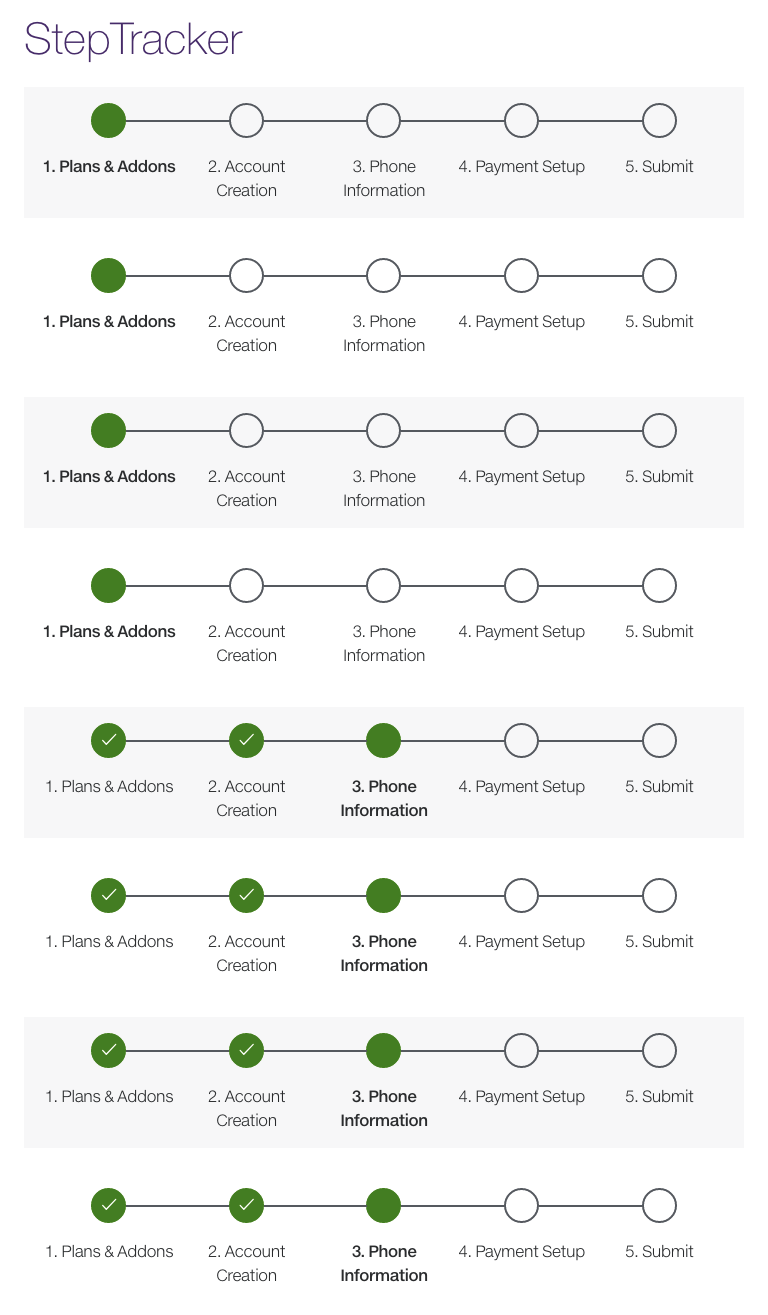 StepTracker
1. Plans & Addons 2. Account 3. Phone 4. Payment Setup 5. Submit
Creation Information
1. Plans & Addons 2. Account 3. Phone 4. Payment Setup 5. Submit
Creation Information
1. Plans & Addons 2. Account 3. Phone 4. Payment Setup 5. Submit
Creation Information
1. Plans & Addons 2. Account 3. Phone 4. Payment Setup 5. Submit
Creation Information
1. Plans & Addons 2. Account 3. Phone 4. Payment Setup 5. Submit
Creation Information
1. Plans & Addons 2. Account 3. Phone 4. Payment Setup 5. Submit
Creation Information
1. Plans & Addons 2. Account 3. Phone 4. Payment Setup 5. Submit
Creation Information
1. Plans & Addons 2. Account 3. Phone 4. Payment Setup 5. Submit
Creation Information